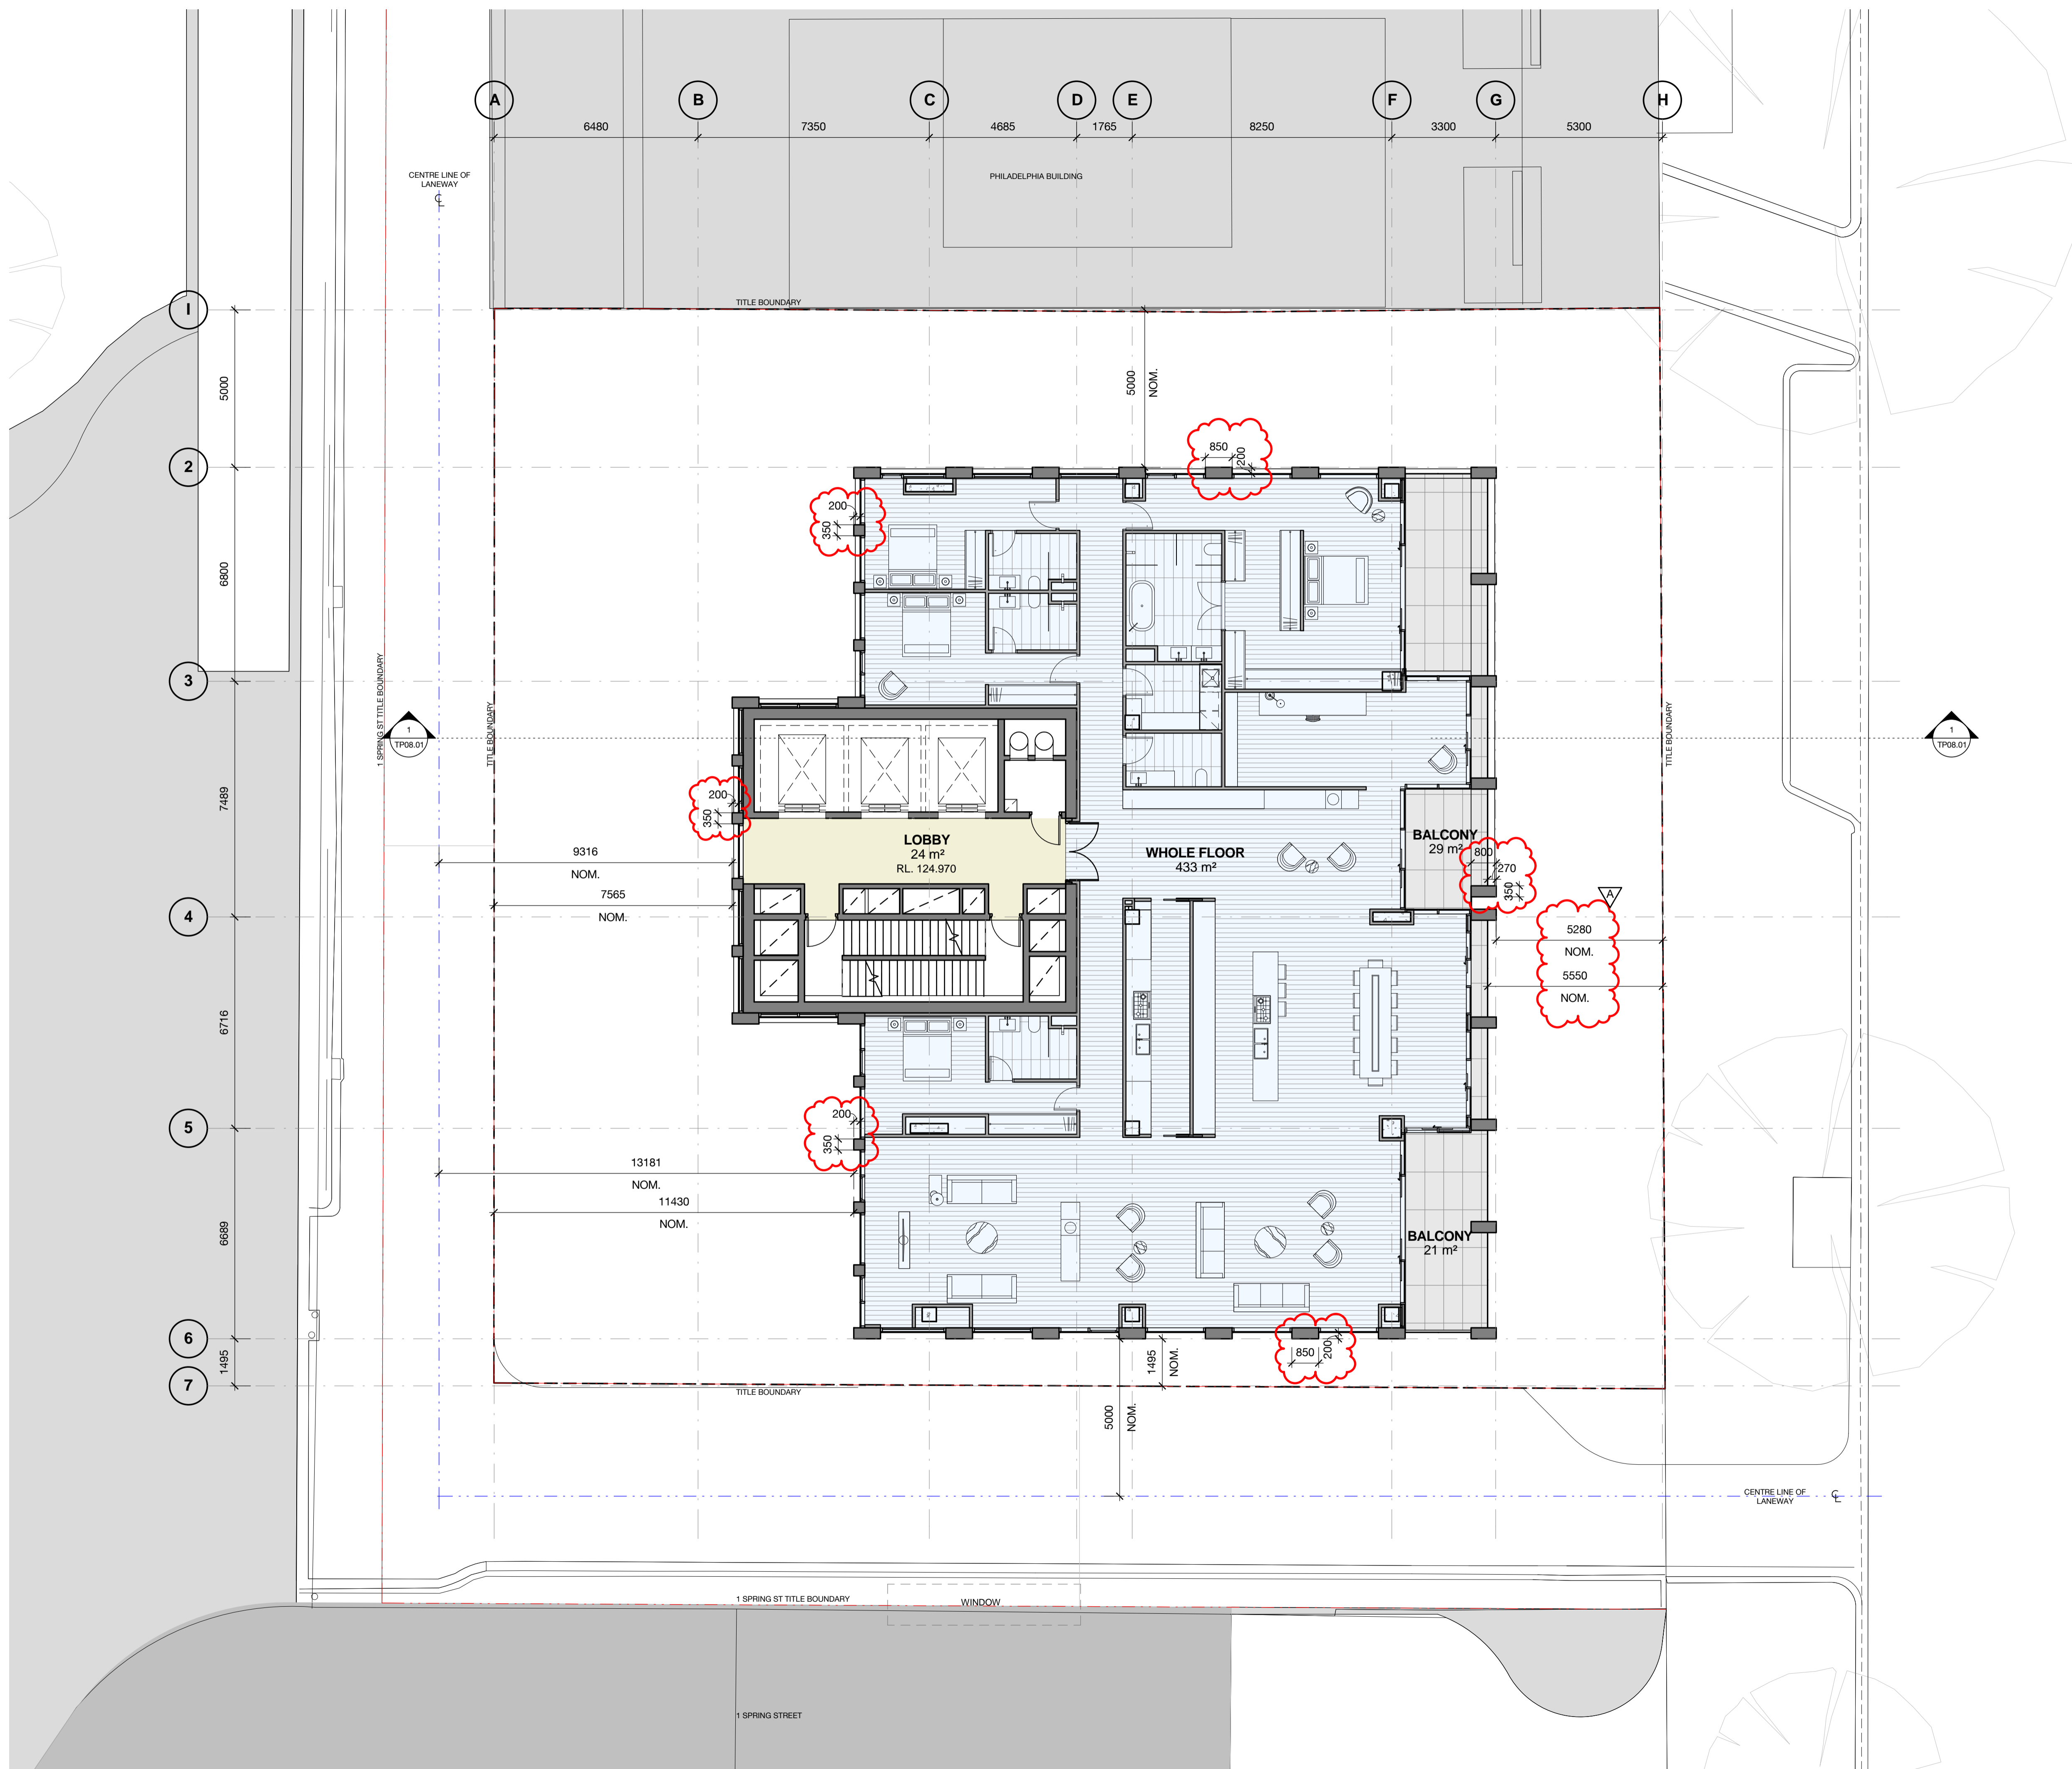 A B C D E F G H
6480 7350 4685 1765 8250 3300 5300
CENTRE LINE OF
LANEWAY
PHILADELPHIA BUILDING
I
TITLE BOUNDARY
5000
5000
NOM.
2
850
200
200
350
6800
3
1 SPRING ST TITLE BOUNDARY
TITLE BOUNDARY
TITLE BOUNDARY
1
TP08.01
1
TP08.01
7489
200
350
LOBBY
24 m²
RL. 124.970
WHOLE FLOOR
433 m²
BALCONY
29 m²
800
270
350
A
9316
NOM.
7565
NOM.
4
5280
NOM.
5550
NOM.
6716
200
350
5
13181
NOM.
11430
NOM.
6689
BALCONY
21 m²
6
1495
1495
NOM.
850
200
7
TITLE BOUNDARY
5000
NOM.
CENTRE LINE OF
LANEWAY
1 SPRING ST TITLE BOUNDARY
WINDOW
1 SPRING STREET